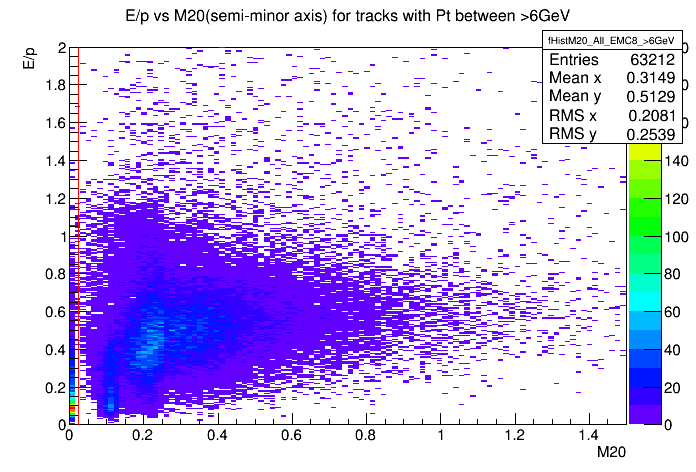 E/p vs M20(semi-minor axis) for tracks with Pt between >6GeV
fHistM20_All_EMC8_>6GeV
Entries 63212
Mean x 0.3149
Mean y 0.5129
RMS x 0.2081
RMS y 0.2539
E/p
2
1.8
1.6
1.4
1.2
1
0.8
0.6
0.4
0.2
0
0 0.2 0.4 0.6 0.8 1 1.2 1.4
M20
140
120
100
80
60
40
20
0